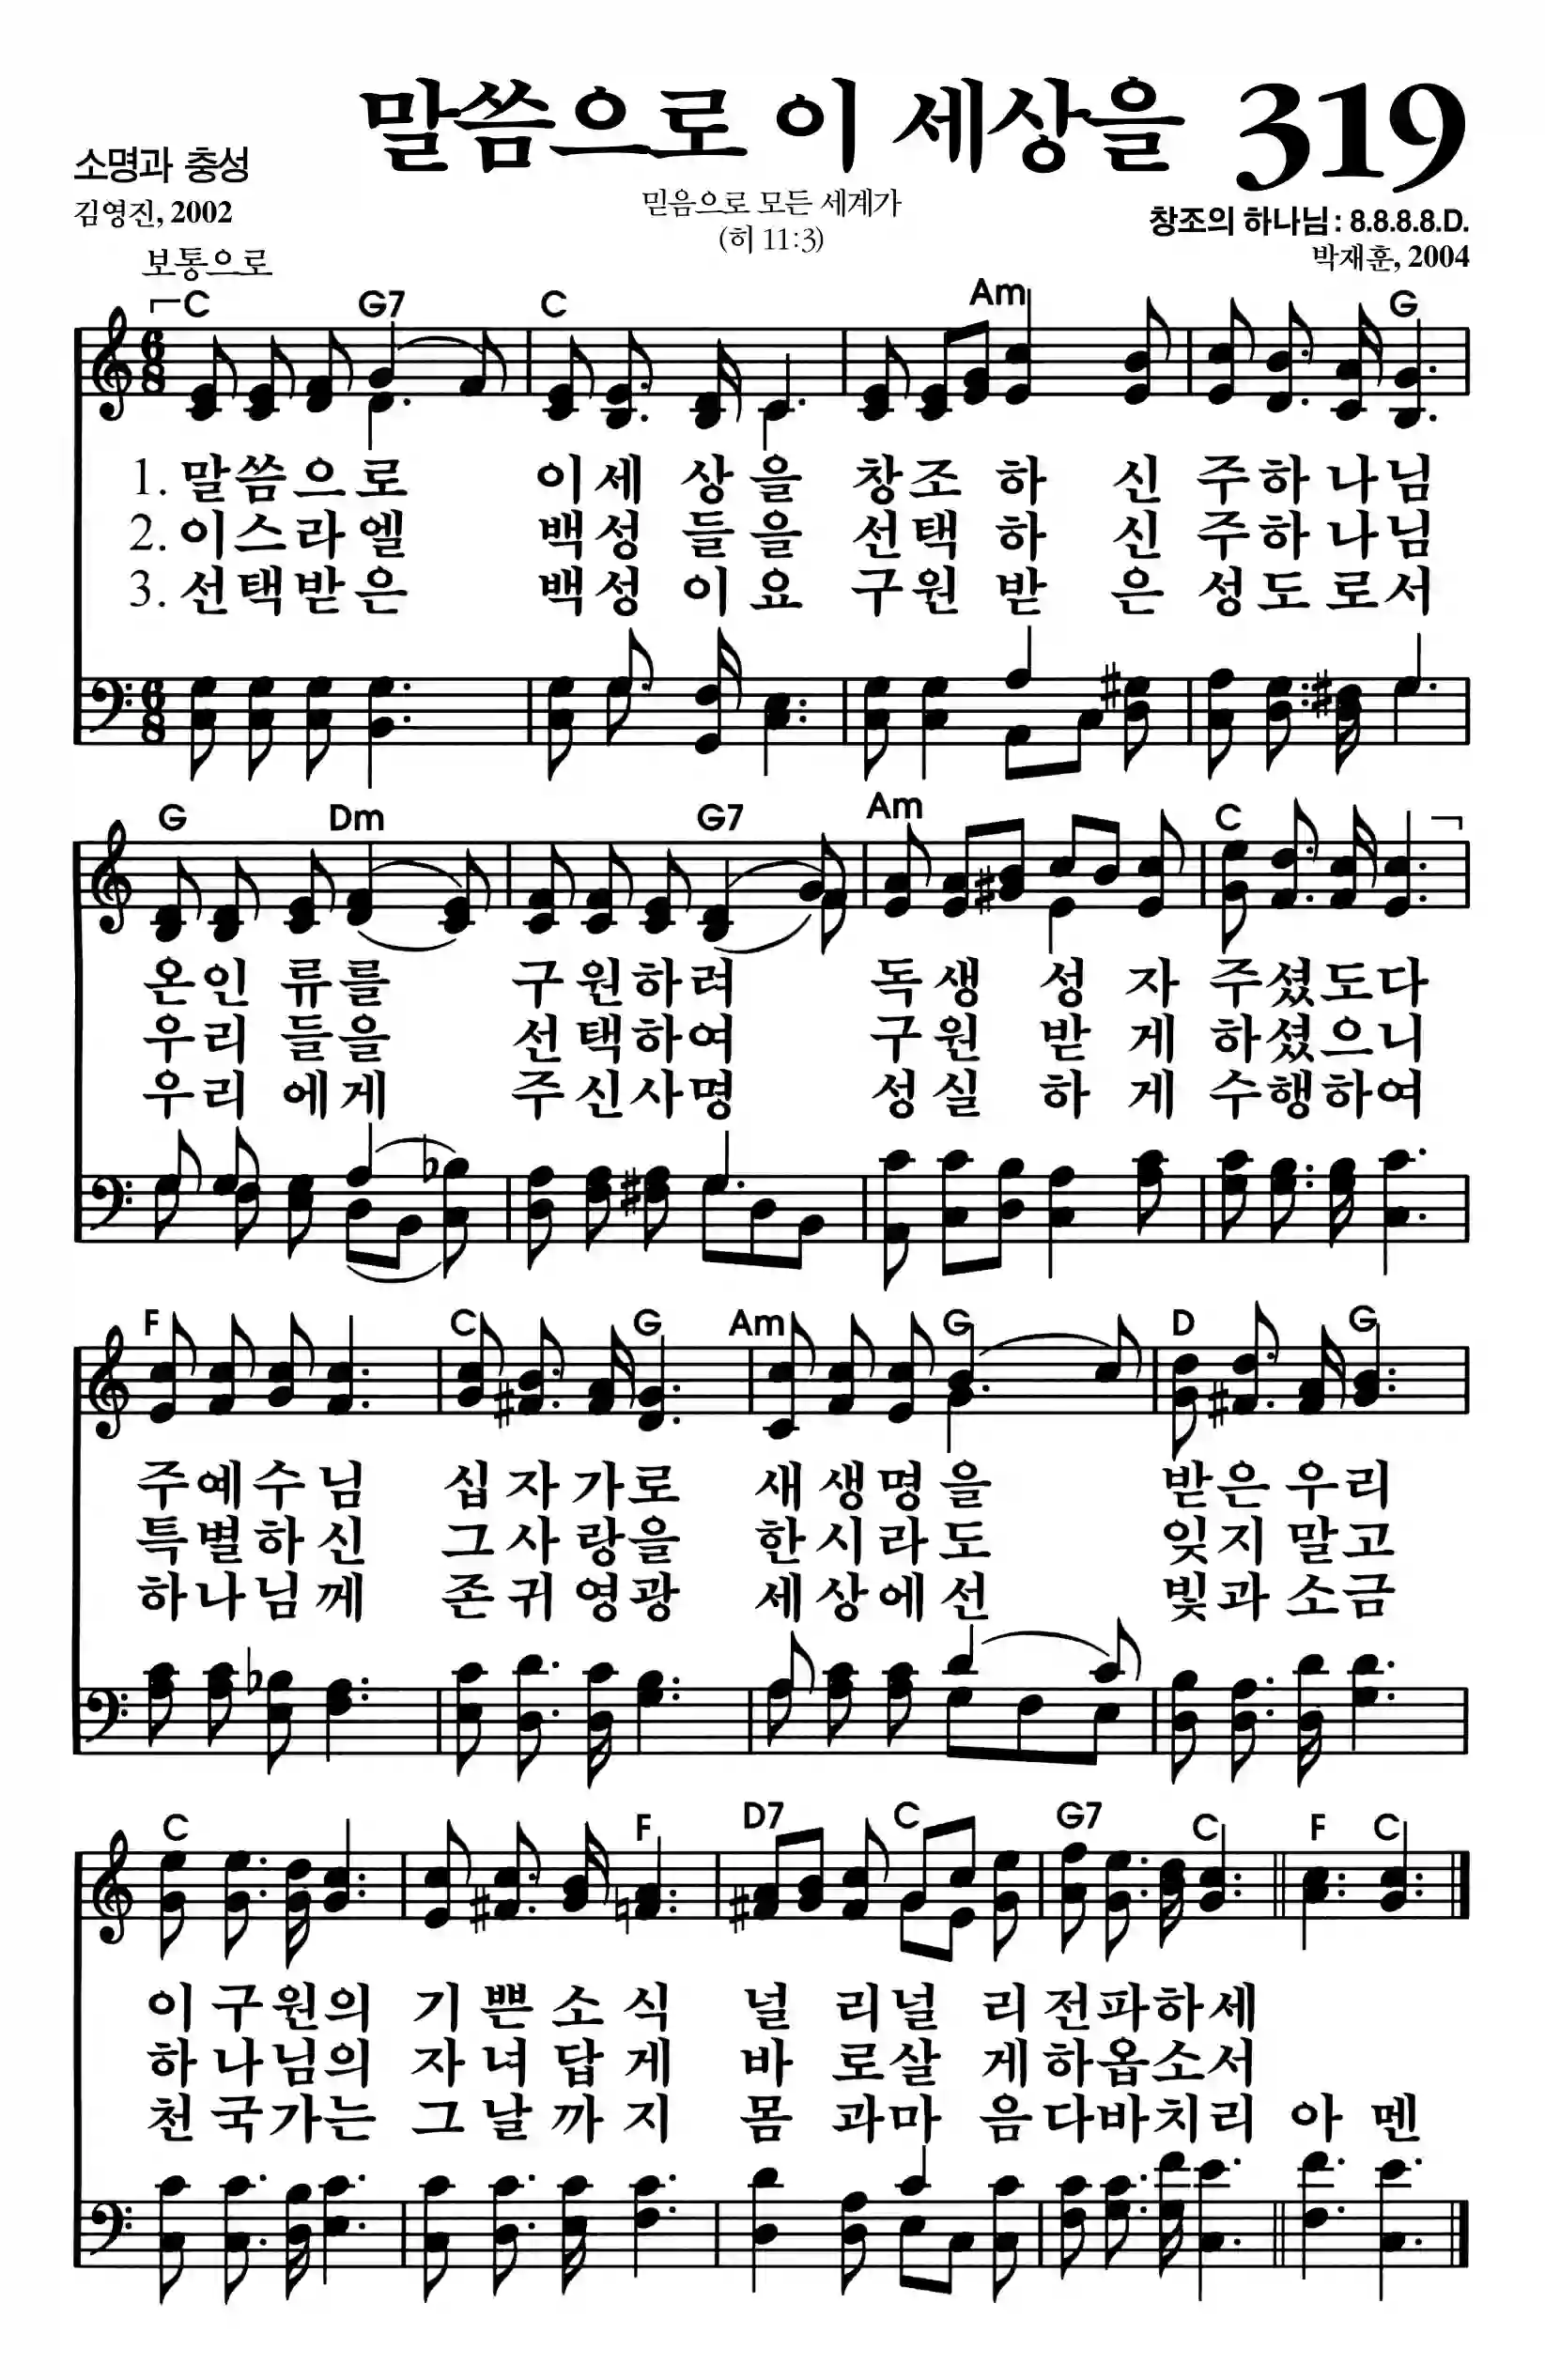 말씀으로 이 세상을 319
소명과 충성
김영진, 2002
믿음으로 모든 세계가
(히 11:3)
창조의 하나님: 8.8.8.8.D.
박재훈, 2004
보통으로
C G7 C Am G
1. 말씀으로 이세 상을 창조 하 신 주하 나님
2. 이스라엘 백성 들을 선택 하 신 주하 나님
3. 선택받은 백성 이요 구원 받 은 성도 로서
G Dm G7 Am C
온인 류를 구원하려 독생 성 자 주셨도다
우리 들을 선택하여 구원 받 게 하셨으니
우리 에게 주신사명 성실 하 게 수행하여
F C G Am G D G
주예수님 십자가로 새생명을 받은우리
특별하신 그사랑을 한시라도 잊지말고
하나님께 존귀영광 세상에선 빛과소금
C F D7 C G7 C F C
이구원의 기쁜소식 널 리널 리전파하세
하나님의 자녀답게 바 로살 게하옵소서
천국가는 그날까지 몸 과마 음다바치리 아 멘